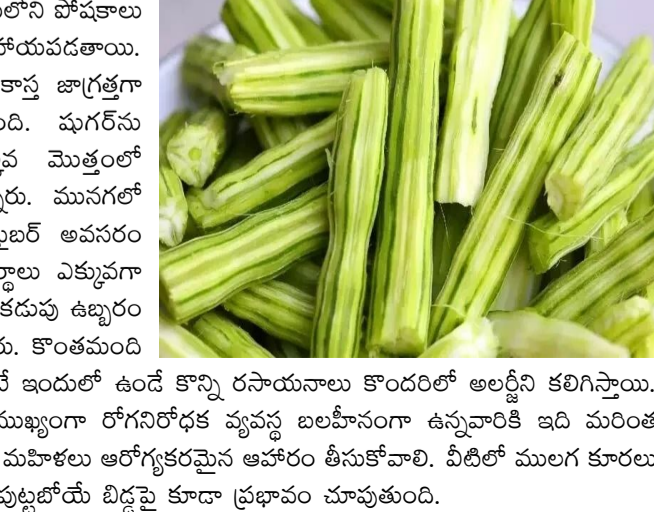 లోని పోషకాలు
హాయపడతాయి.
కాస్త జాగ్రత్తగా
ంది. షుగర్‌ను
మొత్తంలో
మునగలో
ఫైబర్ అవసరం
ఎక్కువగా
కడుపు ఉబ్బరం
రు. కొంతమంది
ఇందులో ఉండే కొన్ని రసాయనాలు కొందరిలో అలర్జీని కలిగిస్తాయి.
ముఖ్యంగా రోగనిరోధక వ్యవస్థ బలహీనంగా ఉన్నవారికి ఇది మరింత
మహిళలు ఆరోగ్యకరమైన ఆహారం తీసుకోవాలి. వీటిలో ములగ కూరలు
పుట్టబోయే బిడ్డపై కూడా ప్రభావం చూపుతుంది.